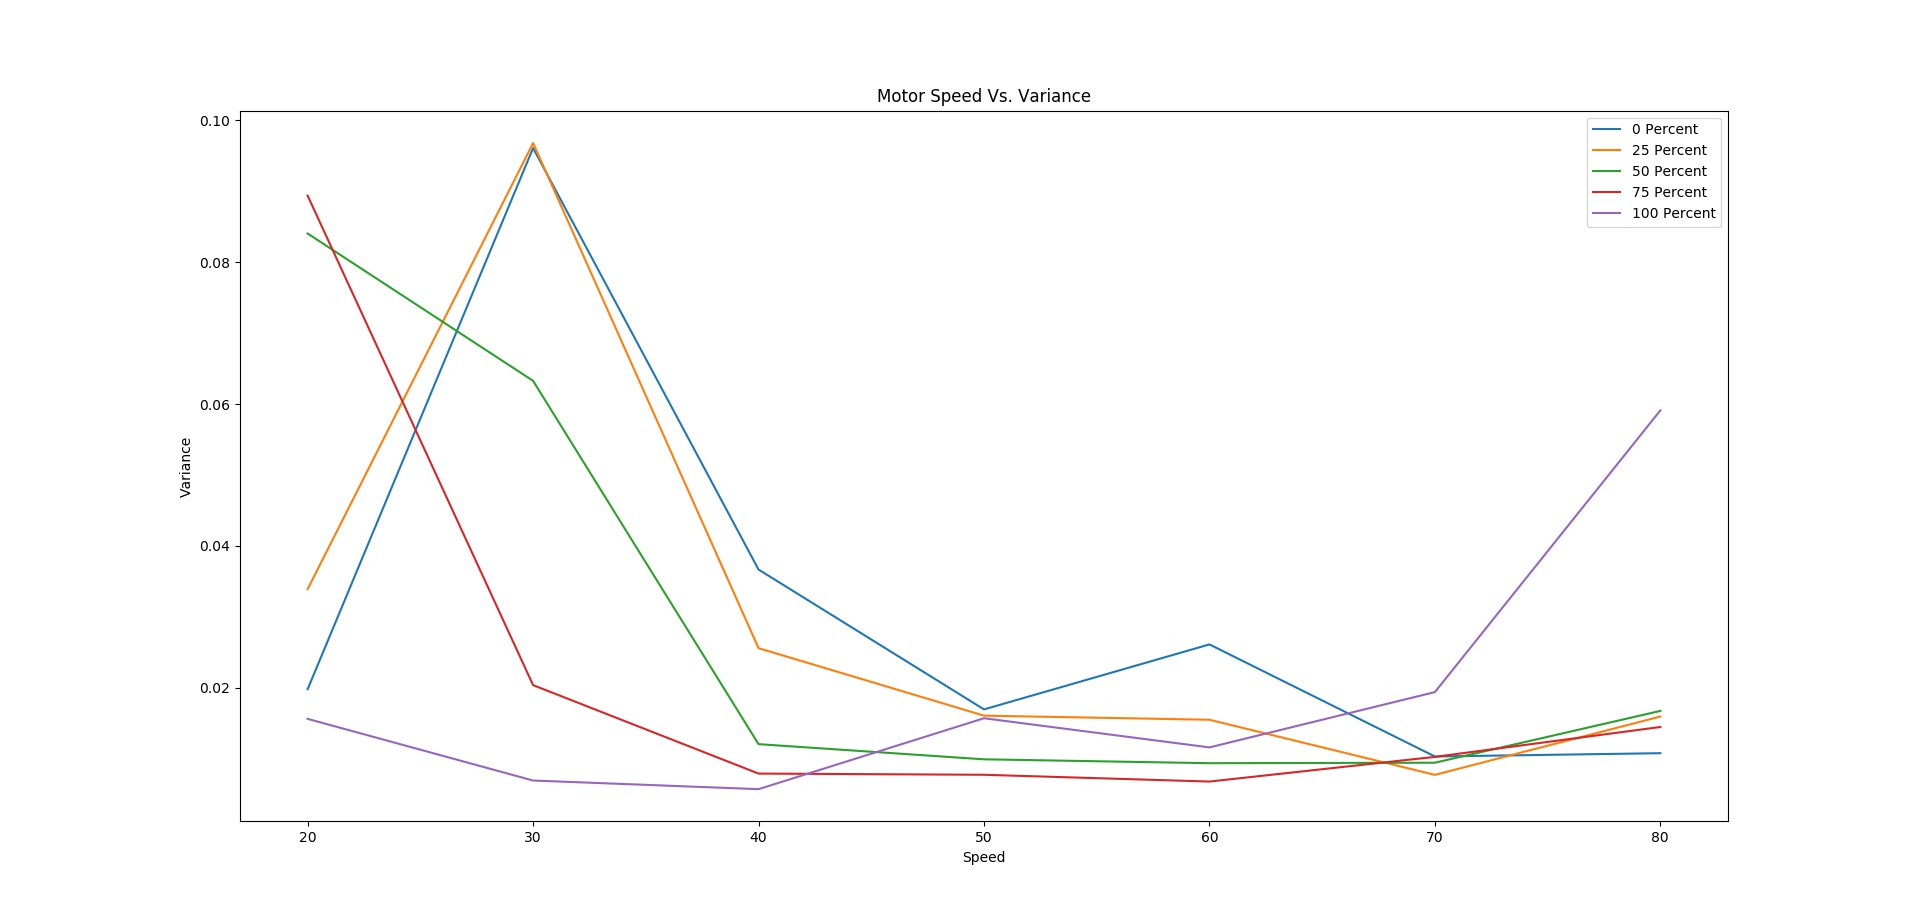 Motor Speed Vs. Variance
0.10
0.08
0.06
0.04
0.02
Variance
0 Percent
25 Percent
50 Percent
75 Percent
100 Percent
20 30 40 50 60 70 80
Speed